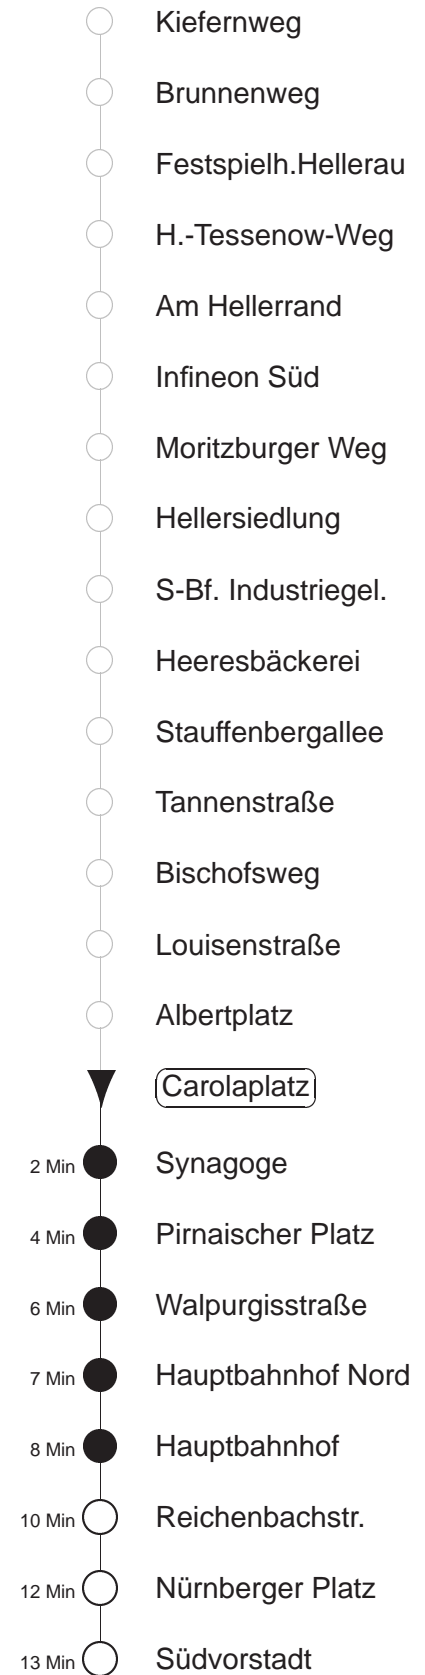 Kiefernweg
Brunnenweg
Festspielh.Hellerau
H.-Tessenow-Weg
Am Hellerrand
Infineon Süd
Moritzburger Weg
Hellersiedlung
S-Bf. Industriegel.
Heeresbäckerei
Stauffenbergallee
Tannenstraße
Bischofsweg
Louisenstraße
Albertplatz
Carolaplatz
2 Min Synagoge
4 Min Pirnaischer Platz
6 Min Walpurgisstraße
7 Min Hauptbahnhof Nord
8 Min Hauptbahnhof
10 Min Reichenbachstr.
12 Min Nürnberger Platz
13 Min Südvorstadt